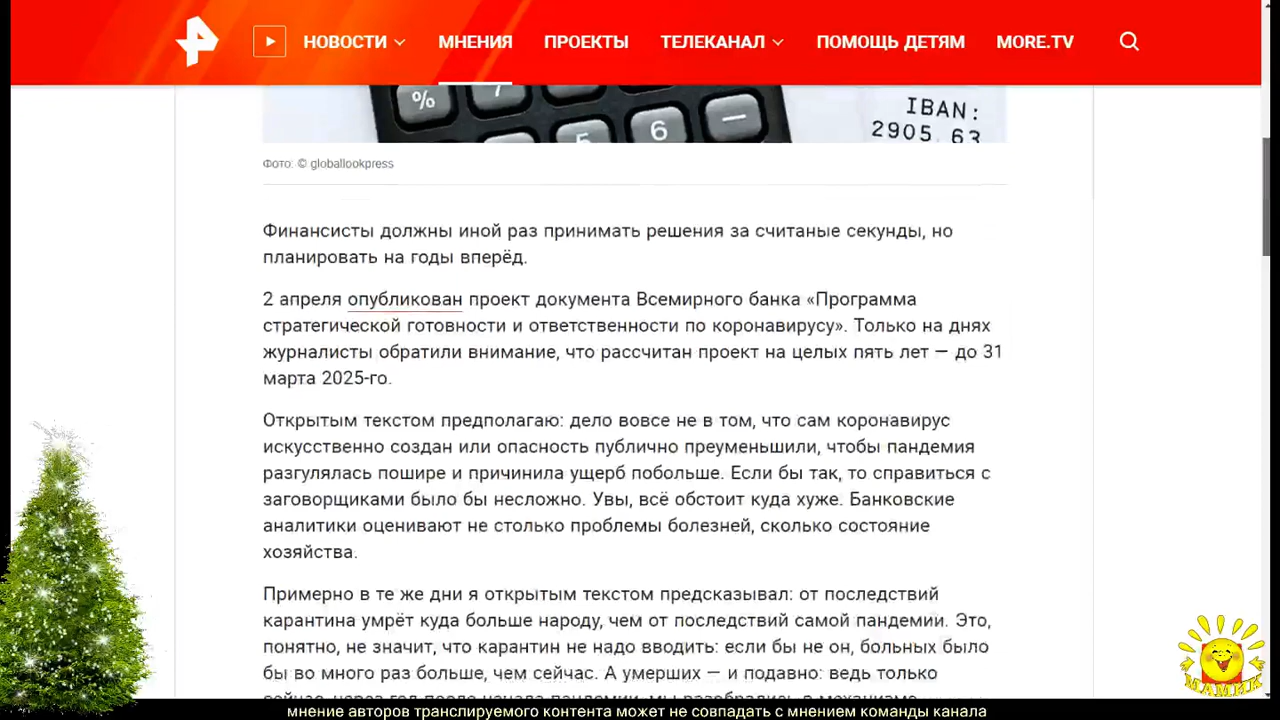 НОВОСТИ МНЕНИЯ ПРОЕКТЫ ТЕЛЕКАНАЛ ПОМОЩЬ ДЕТЯМ MORE.TV
% 7
5 6 —
IBAN:
2905 63
Фото: © globallookpress
Финансисты должны иной раз принимать решения за считаные секунды, но
планировать на годы вперёд.
2 апреля опубликован проект документа Всемирного банка «Программа
стратегической готовности и ответственности по коронавирусу». Только на днях
журналисты обратили внимание, что рассчитан проект на целых пять лет — до 31
марта 2025-го.
Открытым текстом предполагаю: дело вовсе не в том, что сам коронавирус
искусственно создан или опасность публично преуменьшили, чтобы пандемия
разгулялась пошире и причинила ущерб побольше. Если бы так, то справиться с
заговорщиками было бы несложно. Увы, всё обстоит куда хуже. Банковские
аналитики оценивают не столько проблемы болезней, сколько состояние
хозяйства.
Примерно в те же дни я открытым текстом предсказывал: от последствий
карантина умрёт куда больше народу, чем от последствий самой пандемии. Это,
понятно, не значит, что карантин не надо вводить: если бы не он, больных было
бы во много раз больше, чем сейчас. А умерших — и подавно: ведь только
МАМКА
мнение авторов транслируемого контента может не совпадать с мнением команды канала